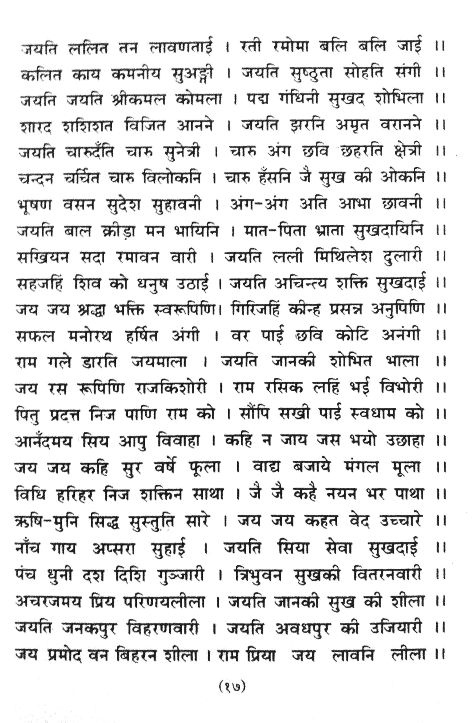 जयति ललित तन लावणताई । रती रमोमा बलि बलि जाई ।।
कलित काय कमनीय सुअङ्गी । जयति सुष्ठुता सोहति संगी ।।
जयति जयति श्रीकमल कोमला । पद्म गंधिनी सुखद शोभिला ।।
शारद शशिशत विजित आनने । जयति झरनि अमृत वरानने ।।
जयति चारुदँति चारु सुनेत्री । चारु अंग छवि छहरति क्षेत्री ।।
चन्दन चर्चित चारु विलोकनि । चारु हँसनि जै सुख की ओकनि ।।
भूषण वसन सुदेश सुहावनी । अंग-अंग अति आभा छावनी ।।
जयति बाल क्रीड़ा मन भायिनि । मात-पिता भ्राता सुखदायिनि ।।
सखियन सदा रमावन वारी । जयति लली मिथिलेश दुलारी ।।
सहजहिं शिव को धनुष उठाई । जयति अचिन्त्य शक्ति सुखदाई ।।
जय जय श्रद्धा भक्ति स्वरूपिणि। गिरिजहिं कीन्ह प्रसन्न अनुपिणि ।।
सफल मनोरथ हर्षित अंगी । वर पाई छवि कोटि अनंगी ।।
राम गले डारति जयमाला । जयति जानकी शोभित भाला ।।
जय रस रूपिणि राजकिशोरी । राम रसिक लहिं भई विभोरी ।।
पितु प्रदत्त निज पाणि राम को । सौंपि सखी पाई स्वधाम को ।।
आनँदमय सिय आपु विवाहा । कहि न जाय जस भयो उछाहा ।।
जय जय कहि सुर वर्षे फूला । वाद्य बजाये मंगल मूला ।।
विधि हरिहर निज शक्तिन साथा । जै जै कहै नयन भर पाथा ।।
ऋषि-मुनि सिद्ध सुस्तुति सारे । जय जय कहत वेद उच्चारे ।।
नाँच गाय अप्सरा सुहाई । जयति सिया सेवा सुखदाई ।।
पंच धुनी दश दिशि गुञ्जारी । त्रिभुवन सुखकी वितरनवारी ।।
अचरजमय प्रिय परिणयलीला । जयति जानकी सुख की शीला ।।
जयति जनकपुर विहरणवारी । जयति अवधपुर की उजियारी ।।
जय प्रमोद वन बिहरन शीला । राम प्रिया जय लावनि लीला ।।
(१७)